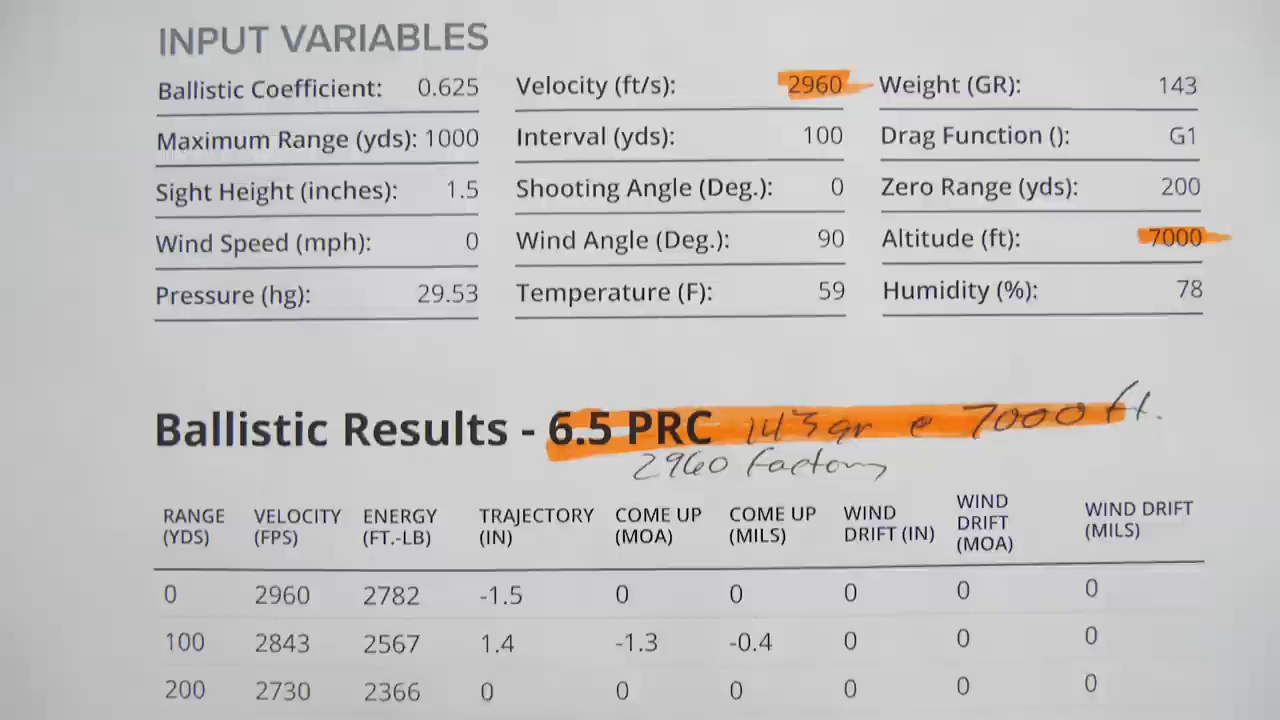 INPUT VARIABLES
Ballistic Coefficient: 0.625 Velocity (ft/s): 2960 Weight (GR): 143
Maximum Range (yds): 1000 Interval (yds): 100 Drag Function (): G1
Sight Height (inches): 1.5 Shooting Angle (Deg.): 0 Zero Range (yds): 200
Wind Speed (mph): 0 Wind Angle (Deg.): 90 Altitude (ft): 7000
Pressure (hg): 29.53 Temperature (F): 59 Humidity (%): 78
Ballistic Results - 6.5 PRC 143 gr @ 7000 ft.
2960 factory
RANGE (YDS) VELOCITY (FPS) ENERGY (FT.-LB) TRAJECTORY (IN) COME UP (MOA) COME UP (MILS) WIND DRIFT (IN) WIND DRIFT (MOA) WIND DRIFT (MILS)
0 2960 2782 -1.5 0 0 0 0 0
100 2843 2567 1.4 -1.3 -0.4 0 0 0
200 2730 2366 0 0 0 0 0 0